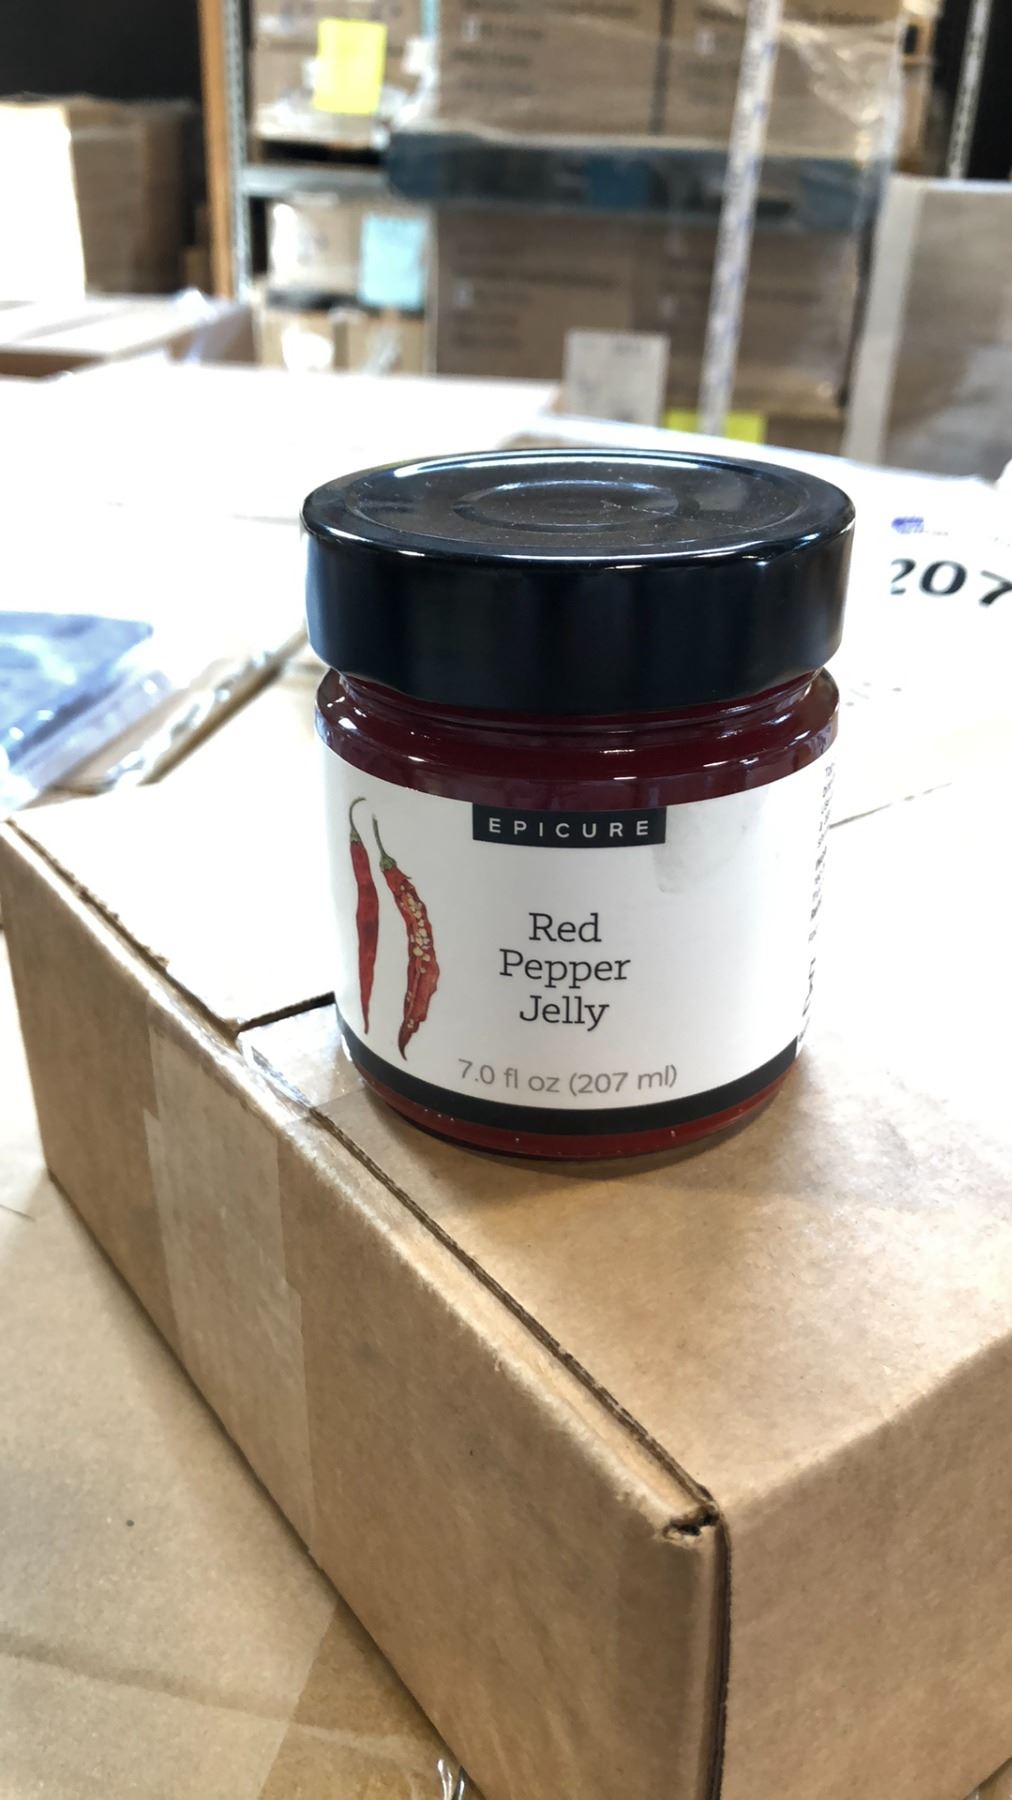 207
EPICURE
Red
Pepper
Jelly
7.0 fl oz (207 ml)